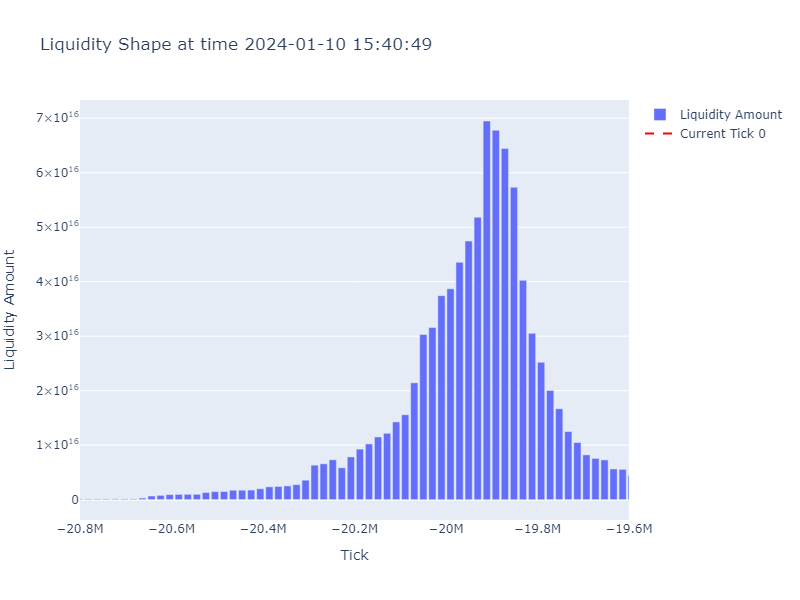 Liquidity Shape at time 2024-01-10 15:40:49
Liquidity Amount
Current Tick 0
7×10¹⁶
6×10¹⁶
5×10¹⁶
4×10¹⁶
3×10¹⁶
2×10¹⁶
1×10¹⁶
0
Liquidity Amount
−20.8M −20.6M −20.4M −20.2M −20M −19.8M −19.6M
Tick